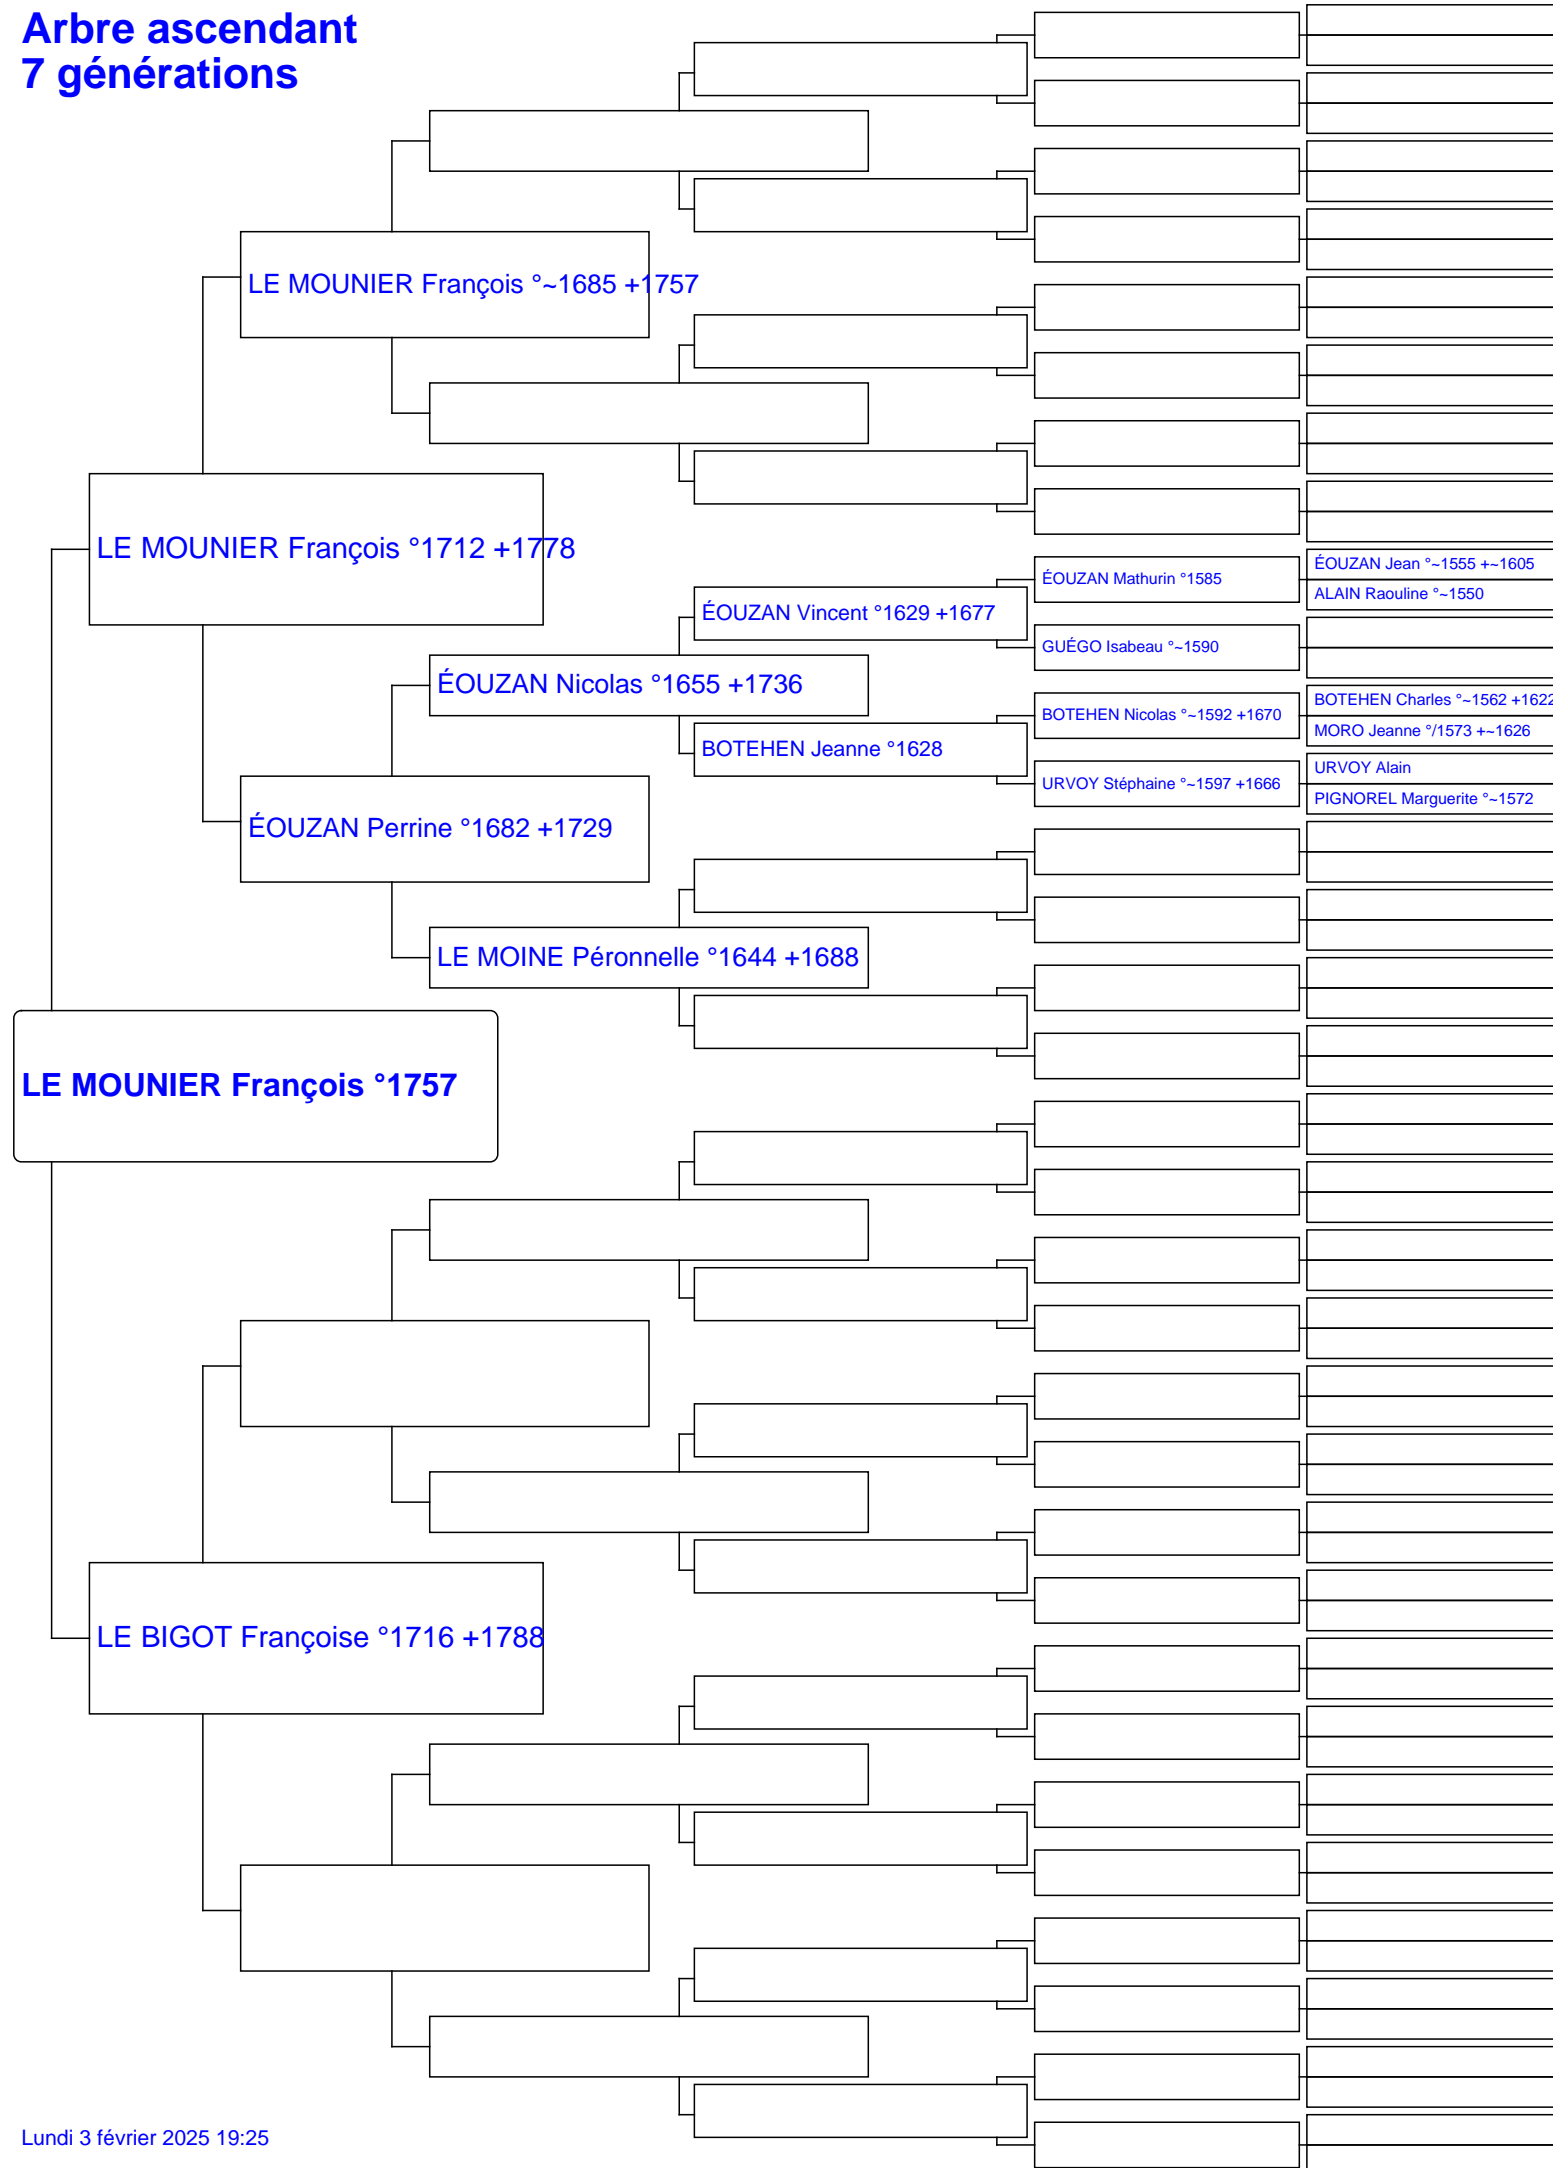 Arbre ascendant
7 générations
LE MOUNIER François °~1685 +1757
LE MOUNIER François °1712 +1778
ÉOUZAN Jean °~1555 +~1605
ÉOUZAN Mathurin °1585
ALAIN Raouline °~1550
ÉOUZAN Vincent °1629 +1677
GUÉGO Isabeau °~1590
ÉOUZAN Nicolas °1655 +1736
BOTEHEN Charles °~1562 +1622
BOTEHEN Nicolas °~1592 +1670
MORO Jeanne °/1573 +~1626
BOTEHEN Jeanne °1628
URVOY Alain
URVOY Stéphaine °~1597 +1666
PIGNOREL Marguerite °~1572
ÉOUZAN Perrine °1682 +1729
LE MOINE Péronnelle °1644 +1688
LE MOUNIER François °1757
LE BIGOT Françoise °1716 +1788
Lundi 3 février 2025 19:25